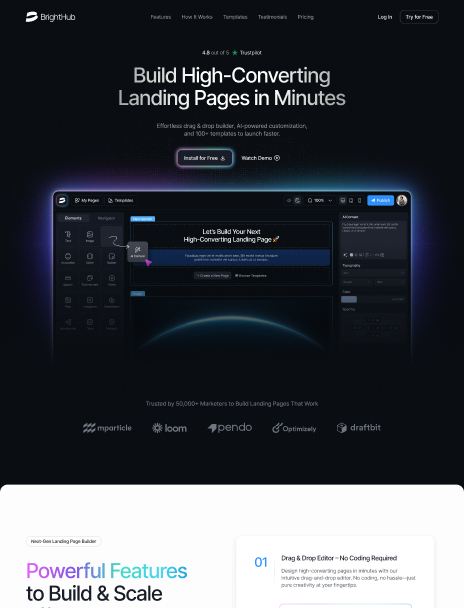 BrightHub
Features
How It Works
Templates
Testimonials
Pricing
Log In
Try for Free
4.8 out of 5 Trustpilot
Build High-Converting
Landing Pages in Minutes
Effortless drag & drop builder, AI-powered customization,
and 100+ templates to launch faster.
Install for Free
Watch Demo
My Pages
Templates
100%
Publish
Elements
Navigator
Text
Image
Let's Build Your Next
High-Converting Landing Page 🚀
Create a New Page
Browse Templates
AI Content
Typography
Trusted by 50,000+ Marketers to Build Landing Pages That Work
mparticle
loom
pendo
Optimizely
draftbit
Next-Gen Landing Page Builder
Powerful Features
to Build & Scale
01
Drag & Drop Editor – No Coding Required
Design high-converting pages in minutes with our
intuitive drag-and-drop editor. No coding, no hassle—just
pure creativity at your fingertips.